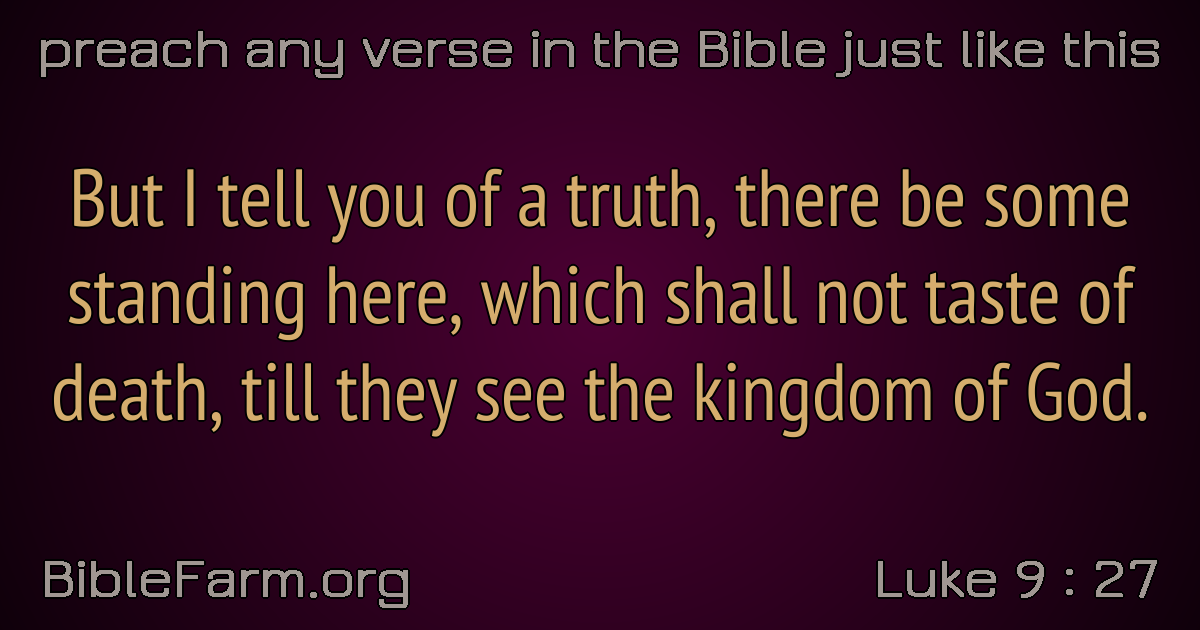 preach any verse in the Bible just like this
But I tell you of a truth, there be some
standing here, which shall not taste of
death, till they see the kingdom of God.
BibleFarm.org
Luke 9 : 27